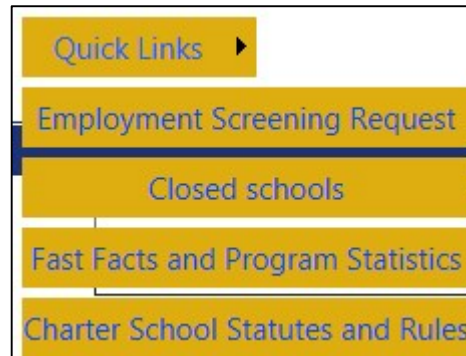 Quick Links
Employment Screening Request
Closed schools
Fast Facts and Program Statistics
Charter School Statutes and Rules